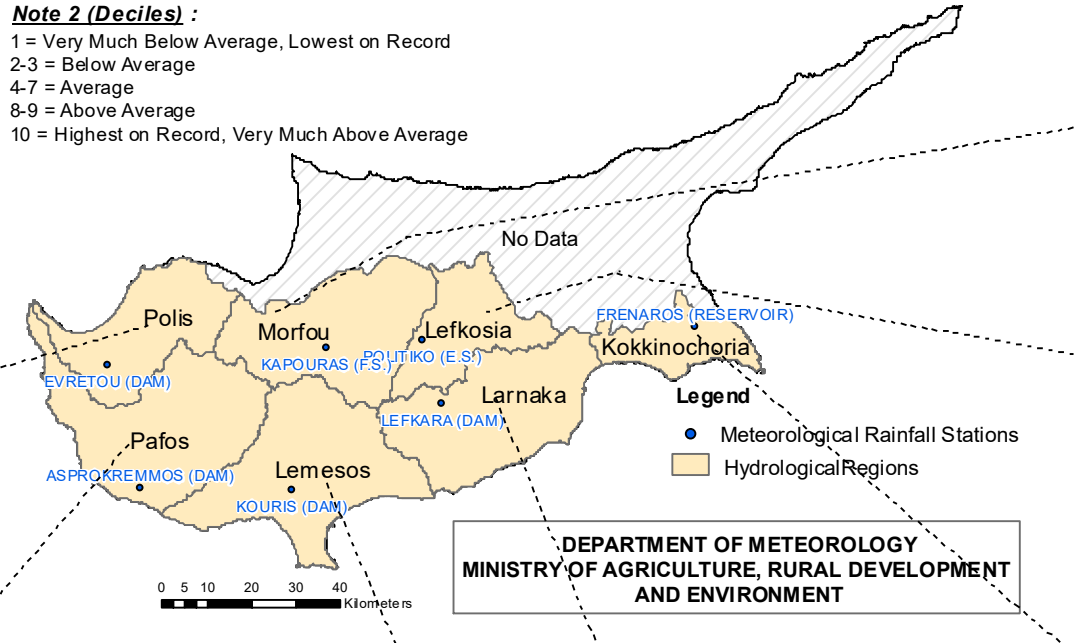 Note 2 (Deciles) :
1 = Very Much Below Average, Lowest on Record
2-3 = Below Average
4-7 = Average
8-9 = Above Average
10 = Highest on Record, Very Much Above Average
No Data
Polis
Morfou
Lefkosia
FRENAROS (RESERVOIR)
Kokkinochoria
KAPOURAS (F.S.)
POLITIKO (E.S.)
EVRETOU (DAM)
Larnaka
LEFKARA (DAM)
Pafos
Lemesos
ASPROKREMMOS (DAM)
KOURIS (DAM)
Legend
Meteorological Rainfall Stations
Hydrological Regions
DEPARTMENT OF METEOROLOGY
MINISTRY OF AGRICULTURE, RURAL DEVELOPMENT
AND ENVIRONMENT
0 5 10 20 30 40
Kilometers